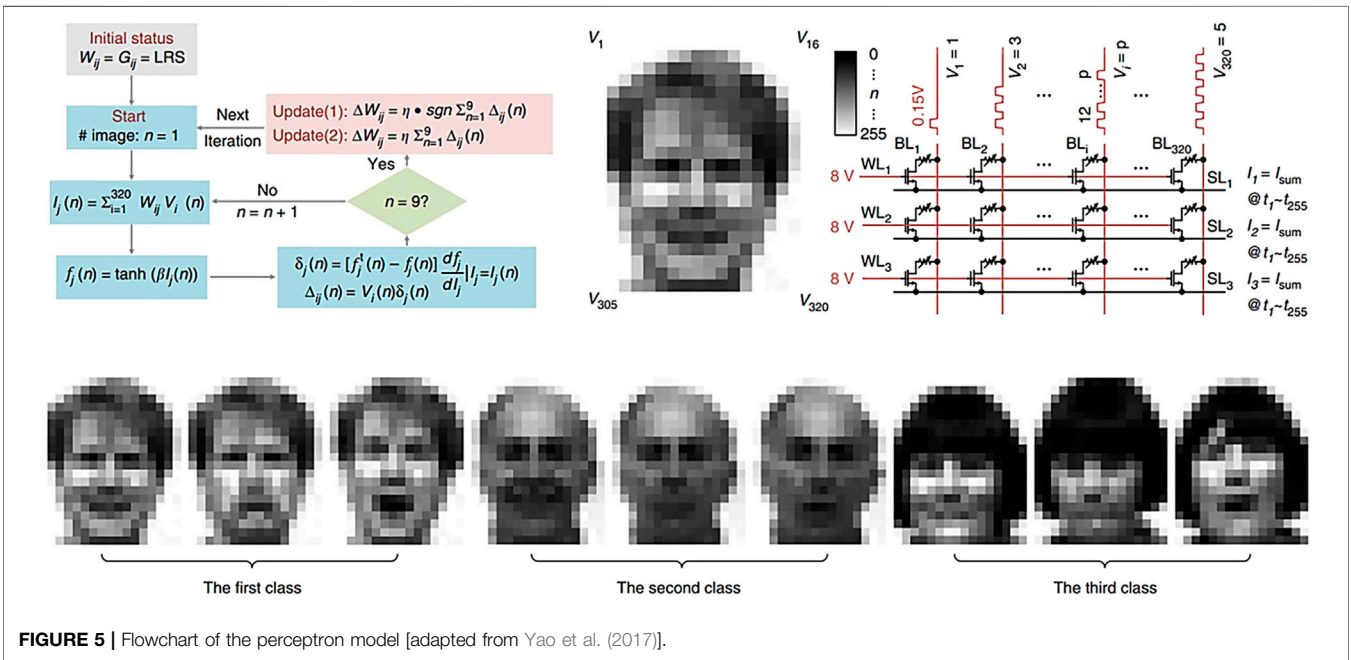 Initial status
W_ij = G_ij = LRS
Start
# image: n = 1
Next
Iteration
Update(1): ΔW_ij = η • sgn Σ_{n=1}^{9} Δ_ij(n)
Update(2): ΔW_ij = η Σ_{n=1}^{9} Δ_ij(n)
Yes
I_j(n) = Σ_{i=1}^{320} W_ij V_i (n)
No
n = n + 1
n = 9?
f_j(n) = tanh (βI_j(n))
δ_j(n) = [f_j^t(n) – f_j(n)] df_j/dI_j |I_j=I_j(n)
Δ_ij(n) = V_i(n)δ_j(n)
V_1
V_16
V_305
V_320
0
⋮
n
⋮
255
V_1 = 1
V_2 = 3
V_i = p
V_320 = 5
0.15V
12 ... p
... ...
BL_1 BL_2 ... BL_i ... BL_320
8 V WL_1 SL_1 I_1 = I_sum
@ t_1~t_255
8 V WL_2 ... ... SL_2 I_2 = I_sum
@ t_1~t_255
8 V WL_3 ... ... SL_3 I_3 = I_sum
@ t_1~t_255
The first class
The second class
The third class
FIGURE 5 | Flowchart of the perceptron model [adapted from Yao et al. (2017)].